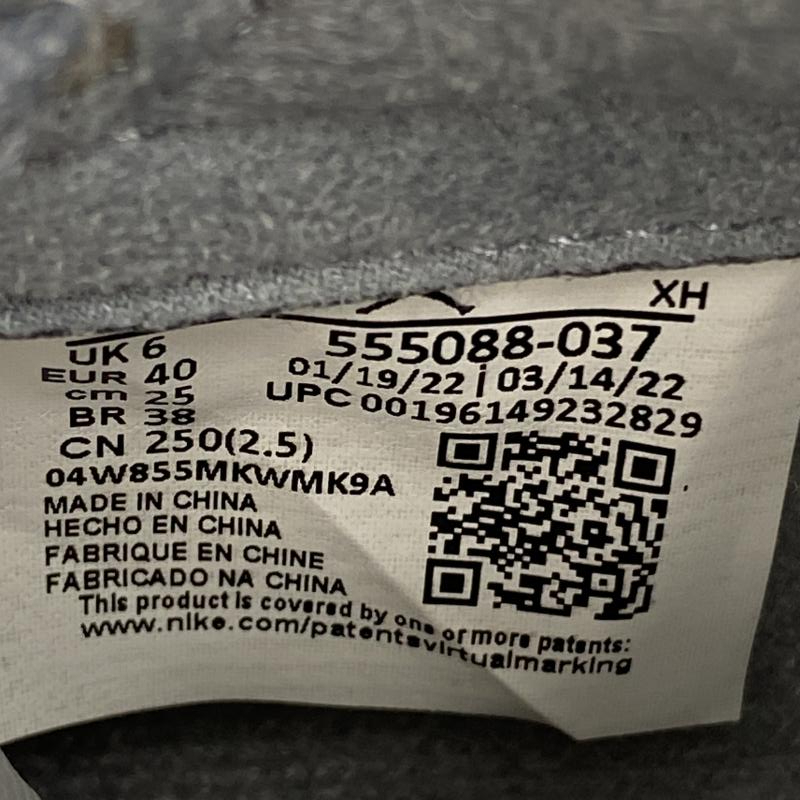 XH
555088-037
01/19/22 | 03/14/22
UPC 00196149232829
UK 6
EUR 40
cm 25
BR 38
CN 250(2.5)
04W855MKWMK9A
MADE IN CHINA
HECHO EN CHINA
FABRIQUE EN CHINE
FABRICADO NA CHINA
This product is covered by one or more patents:
www.nike.com/patentsvirtualmarking